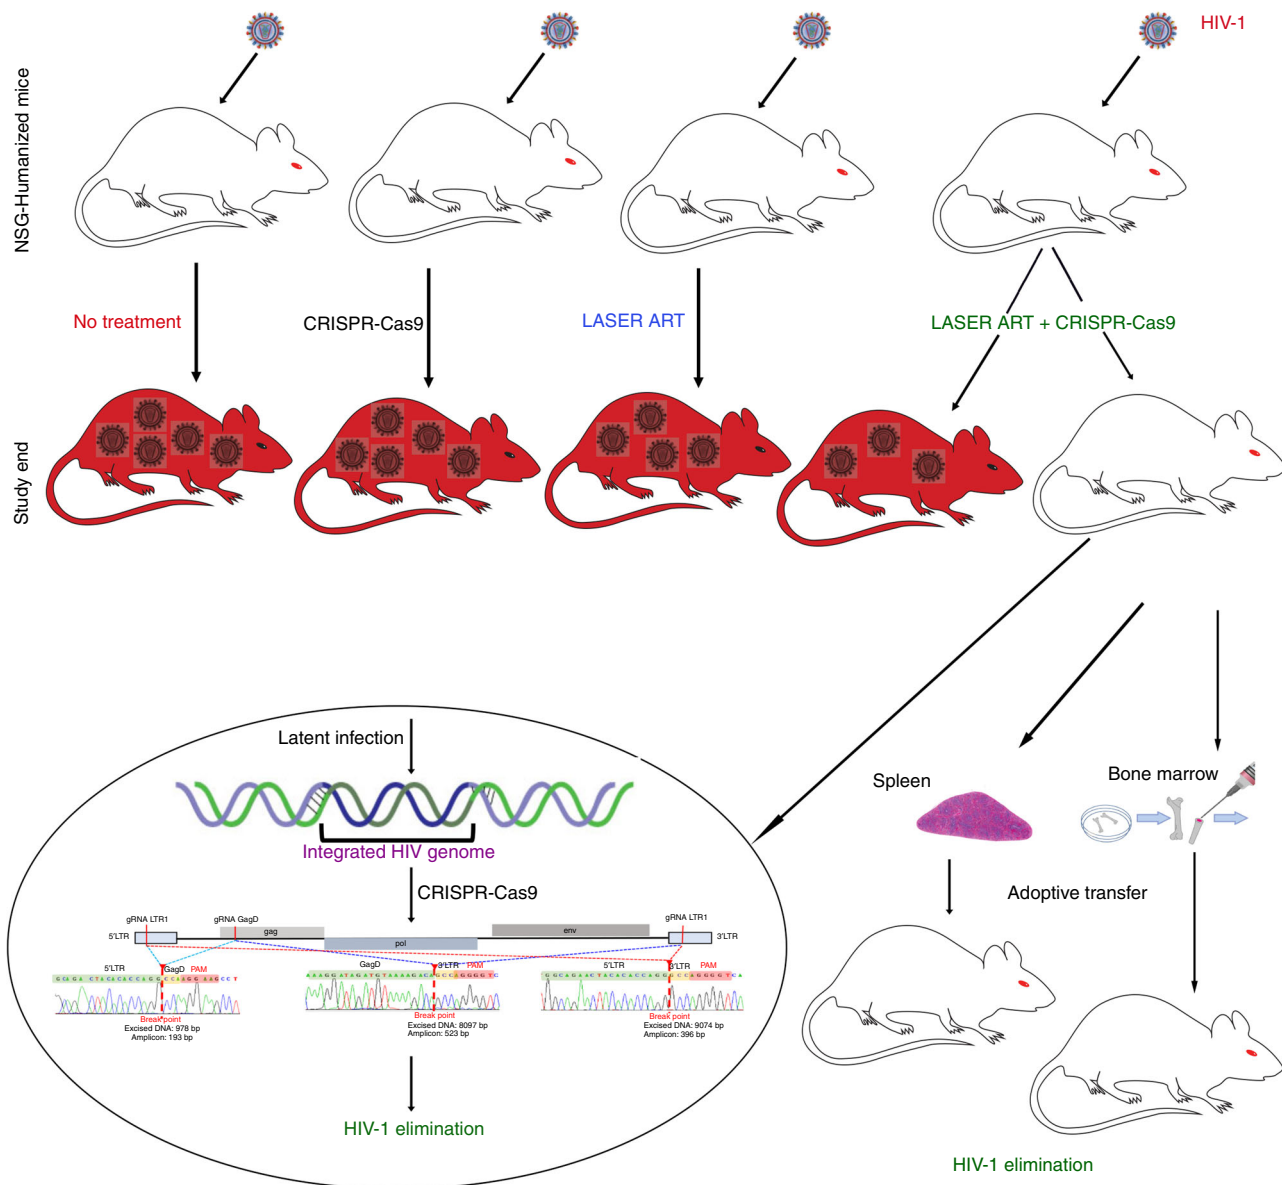 HIV-1
NSG-Humanized mice
No treatment
CRISPR-Cas9
LASER ART
LASER ART + CRISPR-Cas9
Study end
Latent infection
Integrated HIV genome
CRISPR-Cas9
gRNA LTR1
gRNA GagD
gRNA LTR1
5'LTR
gag
pol
env
3'LTR
5'LTR
GagD
PAM
GCAGAACTACACACCAGGGCCAAGGAAGCCT
Break point
Excised DNA: 978 bp
Amplicon: 193 bp
GagD
3'LTR
PAM
AAAGGATAGATGTAAAAGACAGCCAGGGGTC
Break point
Excised DNA: 8097 bp
Amplicon: 523 bp
5'LTR
3'LTR
PAM
GGCAGAACTACACACCAGGGCCAGGGGTCA
Break point
Excised DNA: 9074 bp
Amplicon: 396 bp
HIV-1 elimination
Spleen
Bone marrow
Adoptive transfer
HIV-1 elimination